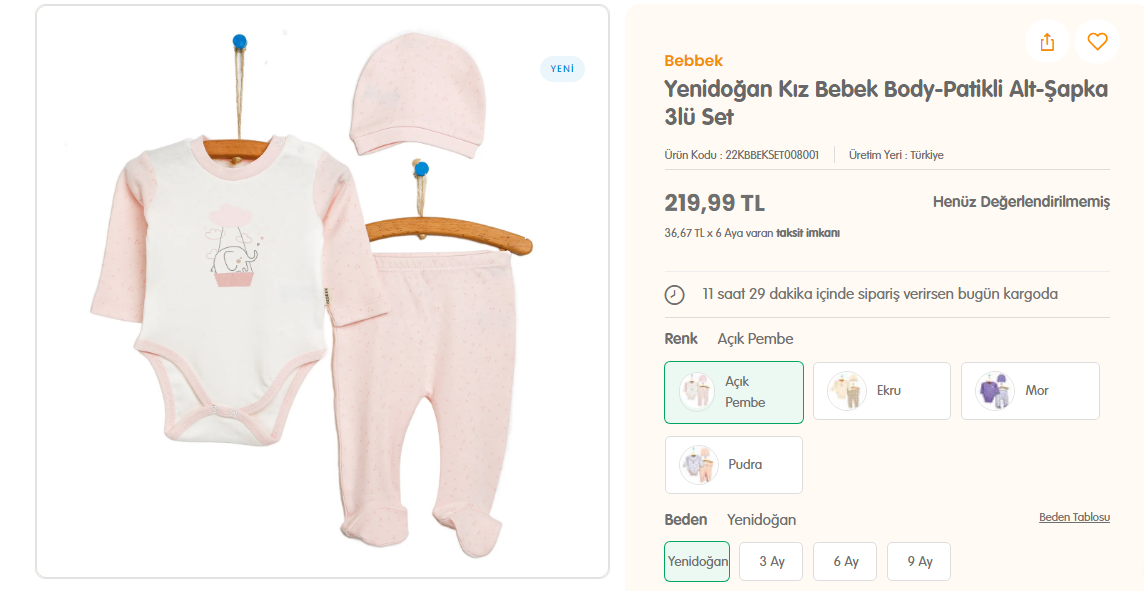 YENİ
Bebbek
Yenidoğan Kız Bebek Body-Patikli Alt-Şapka
3lü Set
Ürün Kodu : 22KBBEKSET008001 Üretim Yeri : Türkiye
219,99 TL Henüz Değerlendirilmemiş
36,67 TL x 6 Aya varan taksit imkanı
11 saat 29 dakika içinde sipariş verirsen bugün kargoda
Renk Açık Pembe
Açık
Pembe
Ekru
Mor
Pudra
Beden Yenidoğan Beden Tablosu
Yenidoğan 3 Ay 6 Ay 9 Ay